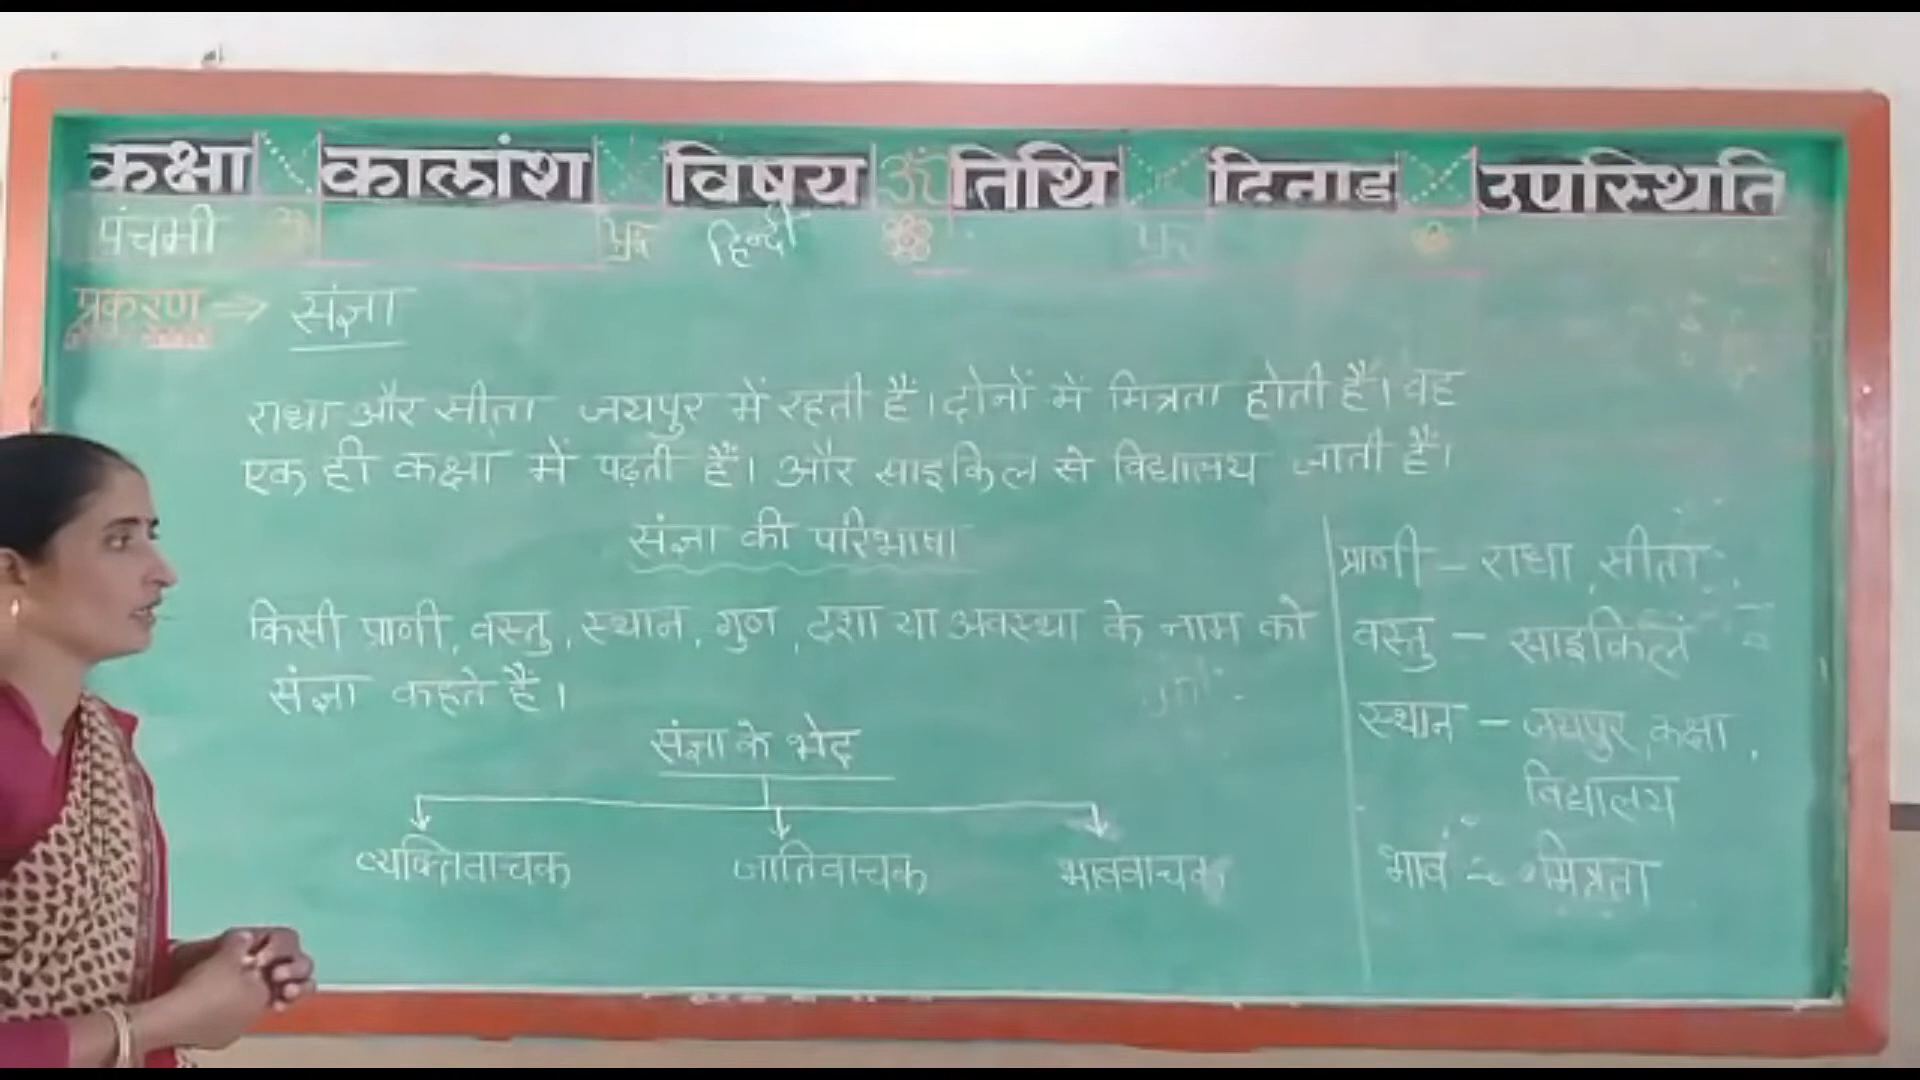 कक्षा कालांश विषय ॐ तिथि दिनाङ उपस्थिति
पंचमी हिन्दी
प्रकरण ⇒ संज्ञा
राधा और सीता जयपुर में रहती हैं। दोनों में मित्रता होती हैं। वह
एक ही कक्षा में पढ़ती हैं। और साइकिल से विद्यालय जाती हैं।
संज्ञा की परिभाषा
किसी प्राणी, वस्तु, स्थान, गुण, दशा या अवस्था के नाम को
संज्ञा कहते हैं।
संज्ञा के भेद
व्यक्तिवाचक जातिवाचक भाववाचक
प्राणी – राधा, सीता,
वस्तु – साइकिल
स्थान – जयपुर, कक्षा,
विद्यालय
भाव – मित्रता